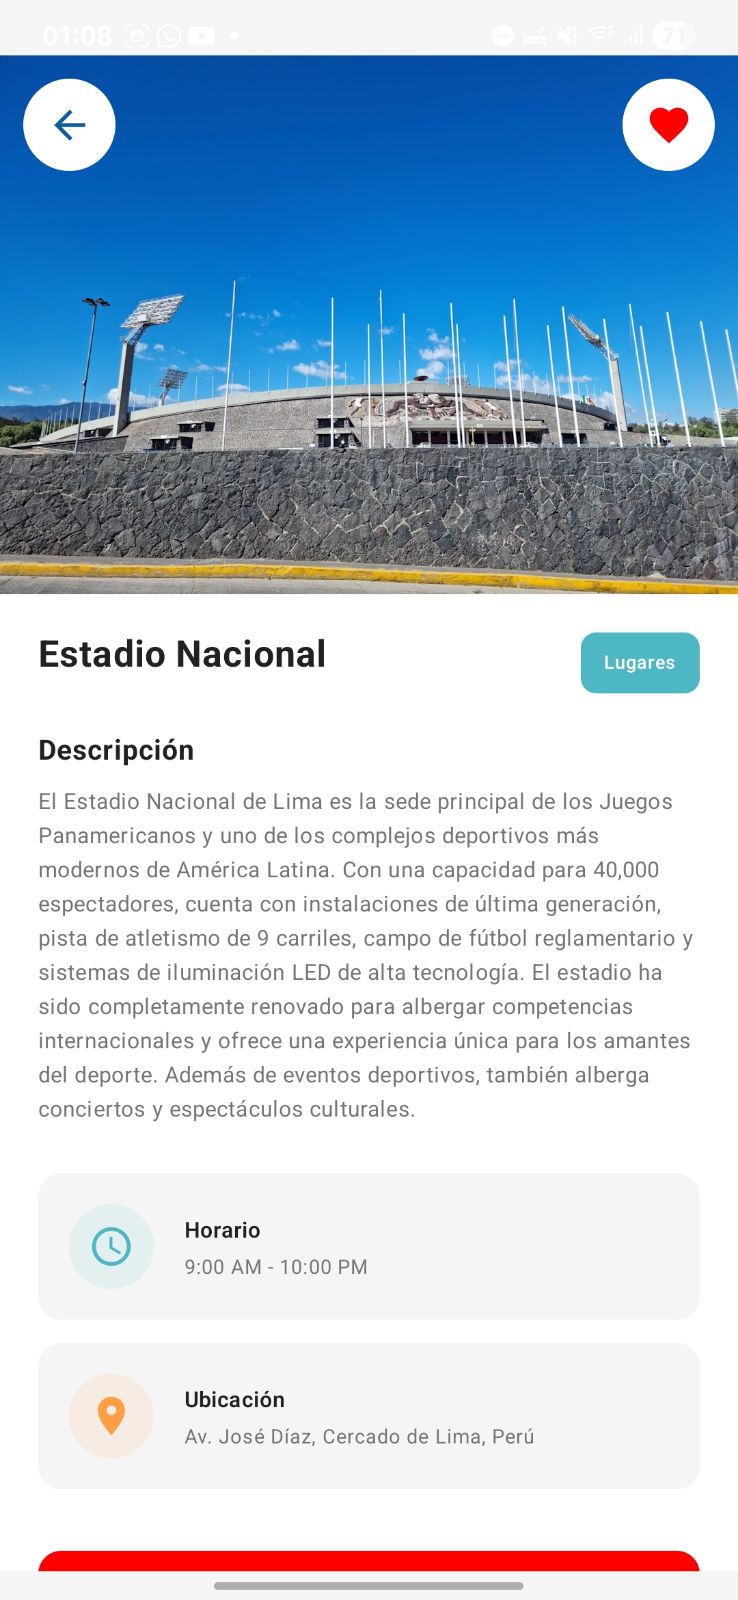 01:08
71
Estadio Nacional
Lugares
Descripción
El Estadio Nacional de Lima es la sede principal de los Juegos
Panamericanos y uno de los complejos deportivos más
modernos de América Latina. Con una capacidad para 40,000
espectadores, cuenta con instalaciones de última generación,
pista de atletismo de 9 carriles, campo de fútbol reglamentario y
sistemas de iluminación LED de alta tecnología. El estadio ha
sido completamente renovado para albergar competencias
internacionales y ofrece una experiencia única para los amantes
del deporte. Además de eventos deportivos, también alberga
conciertos y espectáculos culturales.
Horario
9:00 AM - 10:00 PM
Ubicación
Av. José Díaz, Cercado de Lima, Perú